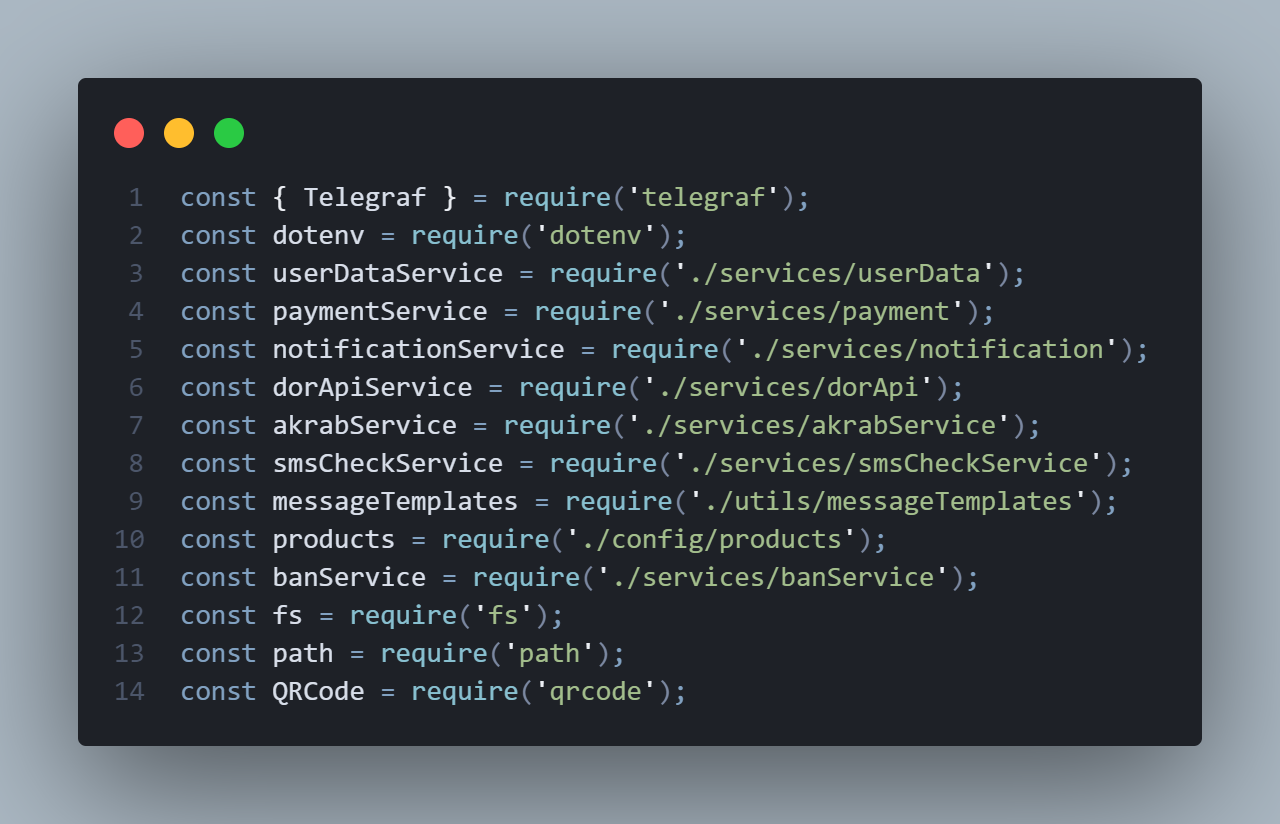 1 const { Telegraf } = require('telegraf');
2 const dotenv = require('dotenv');
3 const userDataService = require('./services/userData');
4 const paymentService = require('./services/payment');
5 const notificationService = require('./services/notification');
6 const dorApiService = require('./services/dorApi');
7 const akrabService = require('./services/akrabService');
8 const smsCheckService = require('./services/smsCheckService');
9 const messageTemplates = require('./utils/messageTemplates');
10 const products = require('./config/products');
11 const banService = require('./services/banService');
12 const fs = require('fs');
13 const path = require('path');
14 const QRCode = require('qrcode');